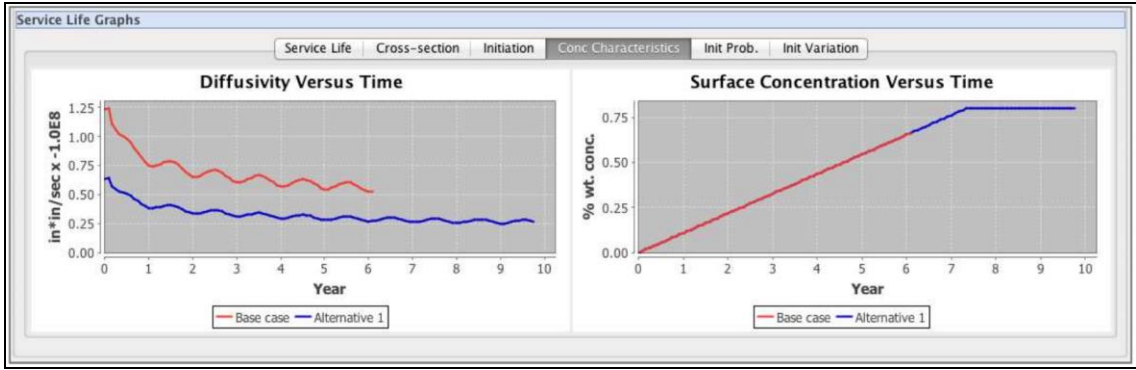 Service Life Graphs
Service Life Cross-section Initiation Conc Characteristics Init Prob. Init Variation
Diffusivity Versus Time
in*in/sec x -1.0E8
1.25
1.00
0.75
0.50
0.25
0.00
0 1 2 3 4 5 6 7 8 9 10
Year
Base case Alternative 1
Surface Concentration Versus Time
% wt. conc.
0.75
0.50
0.25
0.00
0 1 2 3 4 5 6 7 8 9 10
Year
Base case Alternative 1